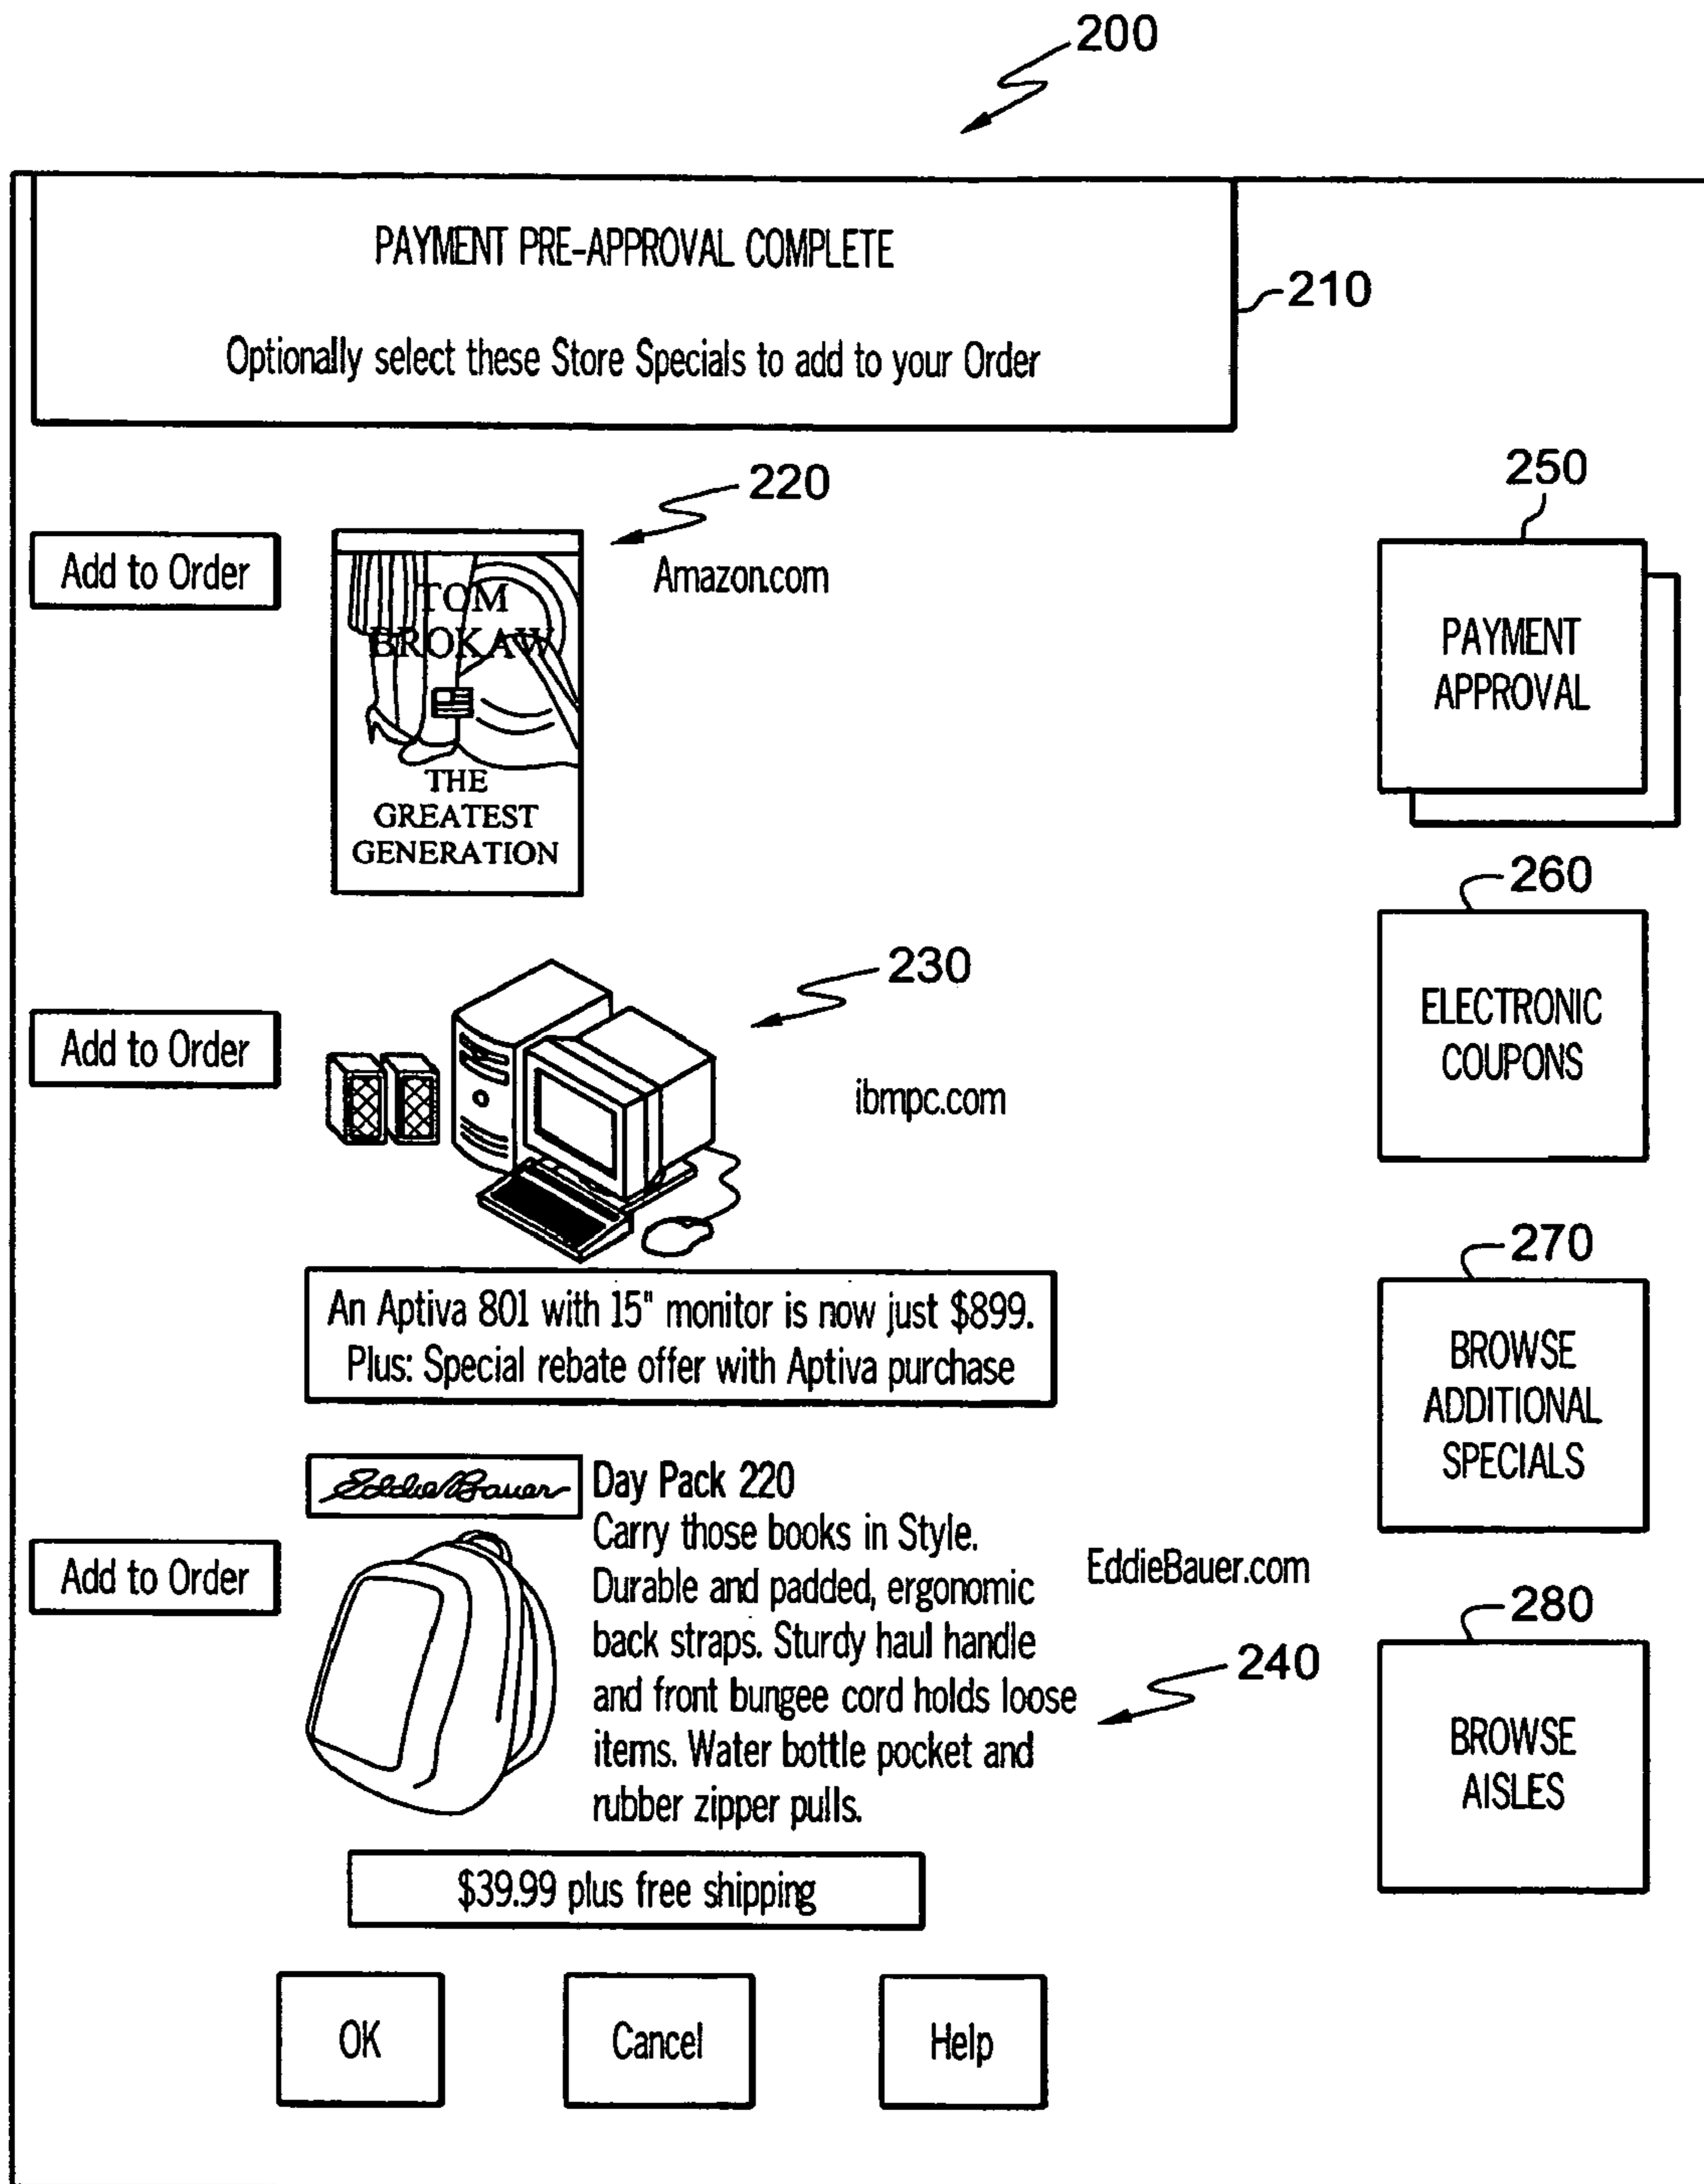 200
PAYMENT PRE-APPROVAL COMPLETE
Optionally select these Store Specials to add to your Order
210
220
Add to Order
Amazon.com
TOM
BROKAW
THE
GREATEST
GENERATION
250
PAYMENT
APPROVAL
260
ELECTRONIC
COUPONS
230
Add to Order
ibmpc.com
An Aptiva 801 with 15" monitor is now just $899.
Plus: Special rebate offer with Aptiva purchase
270
BROWSE
ADDITIONAL
SPECIALS
Eddie Bauer
Add to Order
Day Pack 220
Carry those books in Style.
Durable and padded, ergonomic
back straps. Sturdy haul handle
and front bungee cord holds loose
items. Water bottle pocket and
rubber zipper pulls.
EddieBauer.com
240
280
BROWSE
AISLES
$39.99 plus free shipping
OK
Cancel
Help